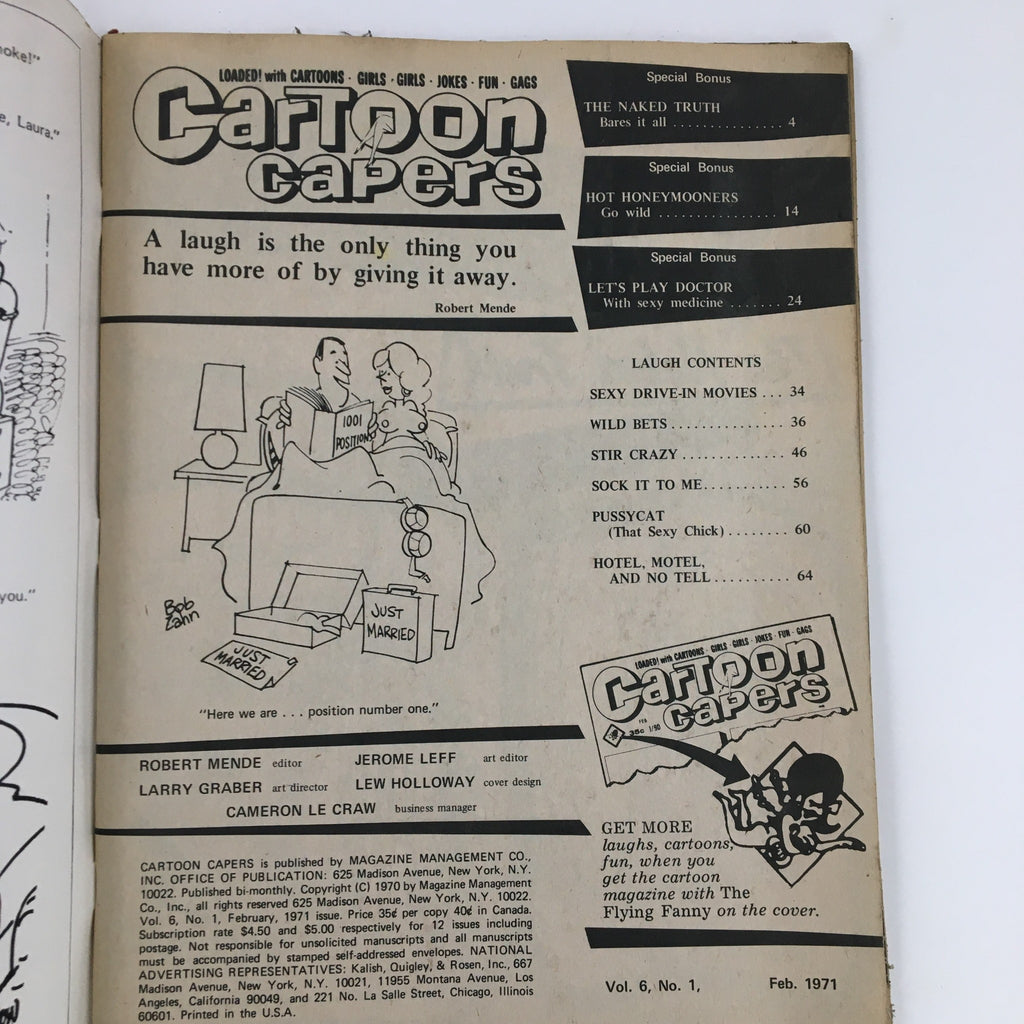 noke!"
e, Laura."
you."
LOADED! with CARTOONS · GIRLS · GIRLS · JOKES · FUN · GAGS
CARTOON
CAPERS
A laugh is the only thing you
have more of by giving it away.
Robert Mende
Special Bonus
THE NAKED TRUTH
Bares it all . . . . . . . . . . . . . . . 4
Special Bonus
HOT HONEYMOONERS
Go wild . . . . . . . . . . . . . . . . 14
Special Bonus
LET'S PLAY DOCTOR
With sexy medicine . . . . . . . 24
LAUGH CONTENTS
SEXY DRIVE-IN MOVIES . . . 34
WILD BETS . . . . . . . . . . . . . . . 36
STIR CRAZY . . . . . . . . . . . . . . 46
SOCK IT TO ME . . . . . . . . . . . 56
PUSSYCAT
(That Sexy Chick) . . . . . . . . 60
HOTEL, MOTEL,
AND NO TELL . . . . . . . . . . 64
1001
POSITIONS
JUST
MARRIED
JUST
MARRIED
Bob
Zahn
"Here we are . . . position number one."
ROBERT MENDE editor
JEROME LEFF art editor
LARRY GRABER art director
LEW HOLLOWAY cover design
CAMERON LE CRAW business manager
CARTOON CAPERS is published by MAGAZINE MANAGEMENT CO.,
INC. OFFICE OF PUBLICATION: 625 Madison Avenue, New York, N.Y.
10022. Published bi-monthly. Copyright (C) 1970 by Magazine Management
Co., Inc., all rights reserved 625 Madison Avenue, New York, N.Y. 10022.
Vol. 6, No. 1, February, 1971 issue. Price 35¢ per copy 40¢ in Canada.
Subscription rate $4.50 and $5.00 respectively for 12 issues including
postage. Not responsible for unsolicited manuscripts and all manuscripts
must be accompanied by stamped self-addressed envelopes. NATIONAL
ADVERTISING REPRESENTATIVES: Kalish, Quigley, & Rosen, Inc., 667
Madison Avenue, New York, N.Y. 10021, 11955 Montana Avenue, Los
Angeles, California 90049, and 221 No. La Salle Street, Chicago, Illinois
60601. Printed in the U.S.A.
LOADED! with CARTOONS · GIRLS · GIRLS · JOKES · FUN · GAGS
CARTOON
CAPERS
FEB
35c
GET MORE
laughs, cartoons,
fun, when you
get the cartoon
magazine with The
Flying Fanny on the cover.
Vol. 6, No. 1, Feb. 1971